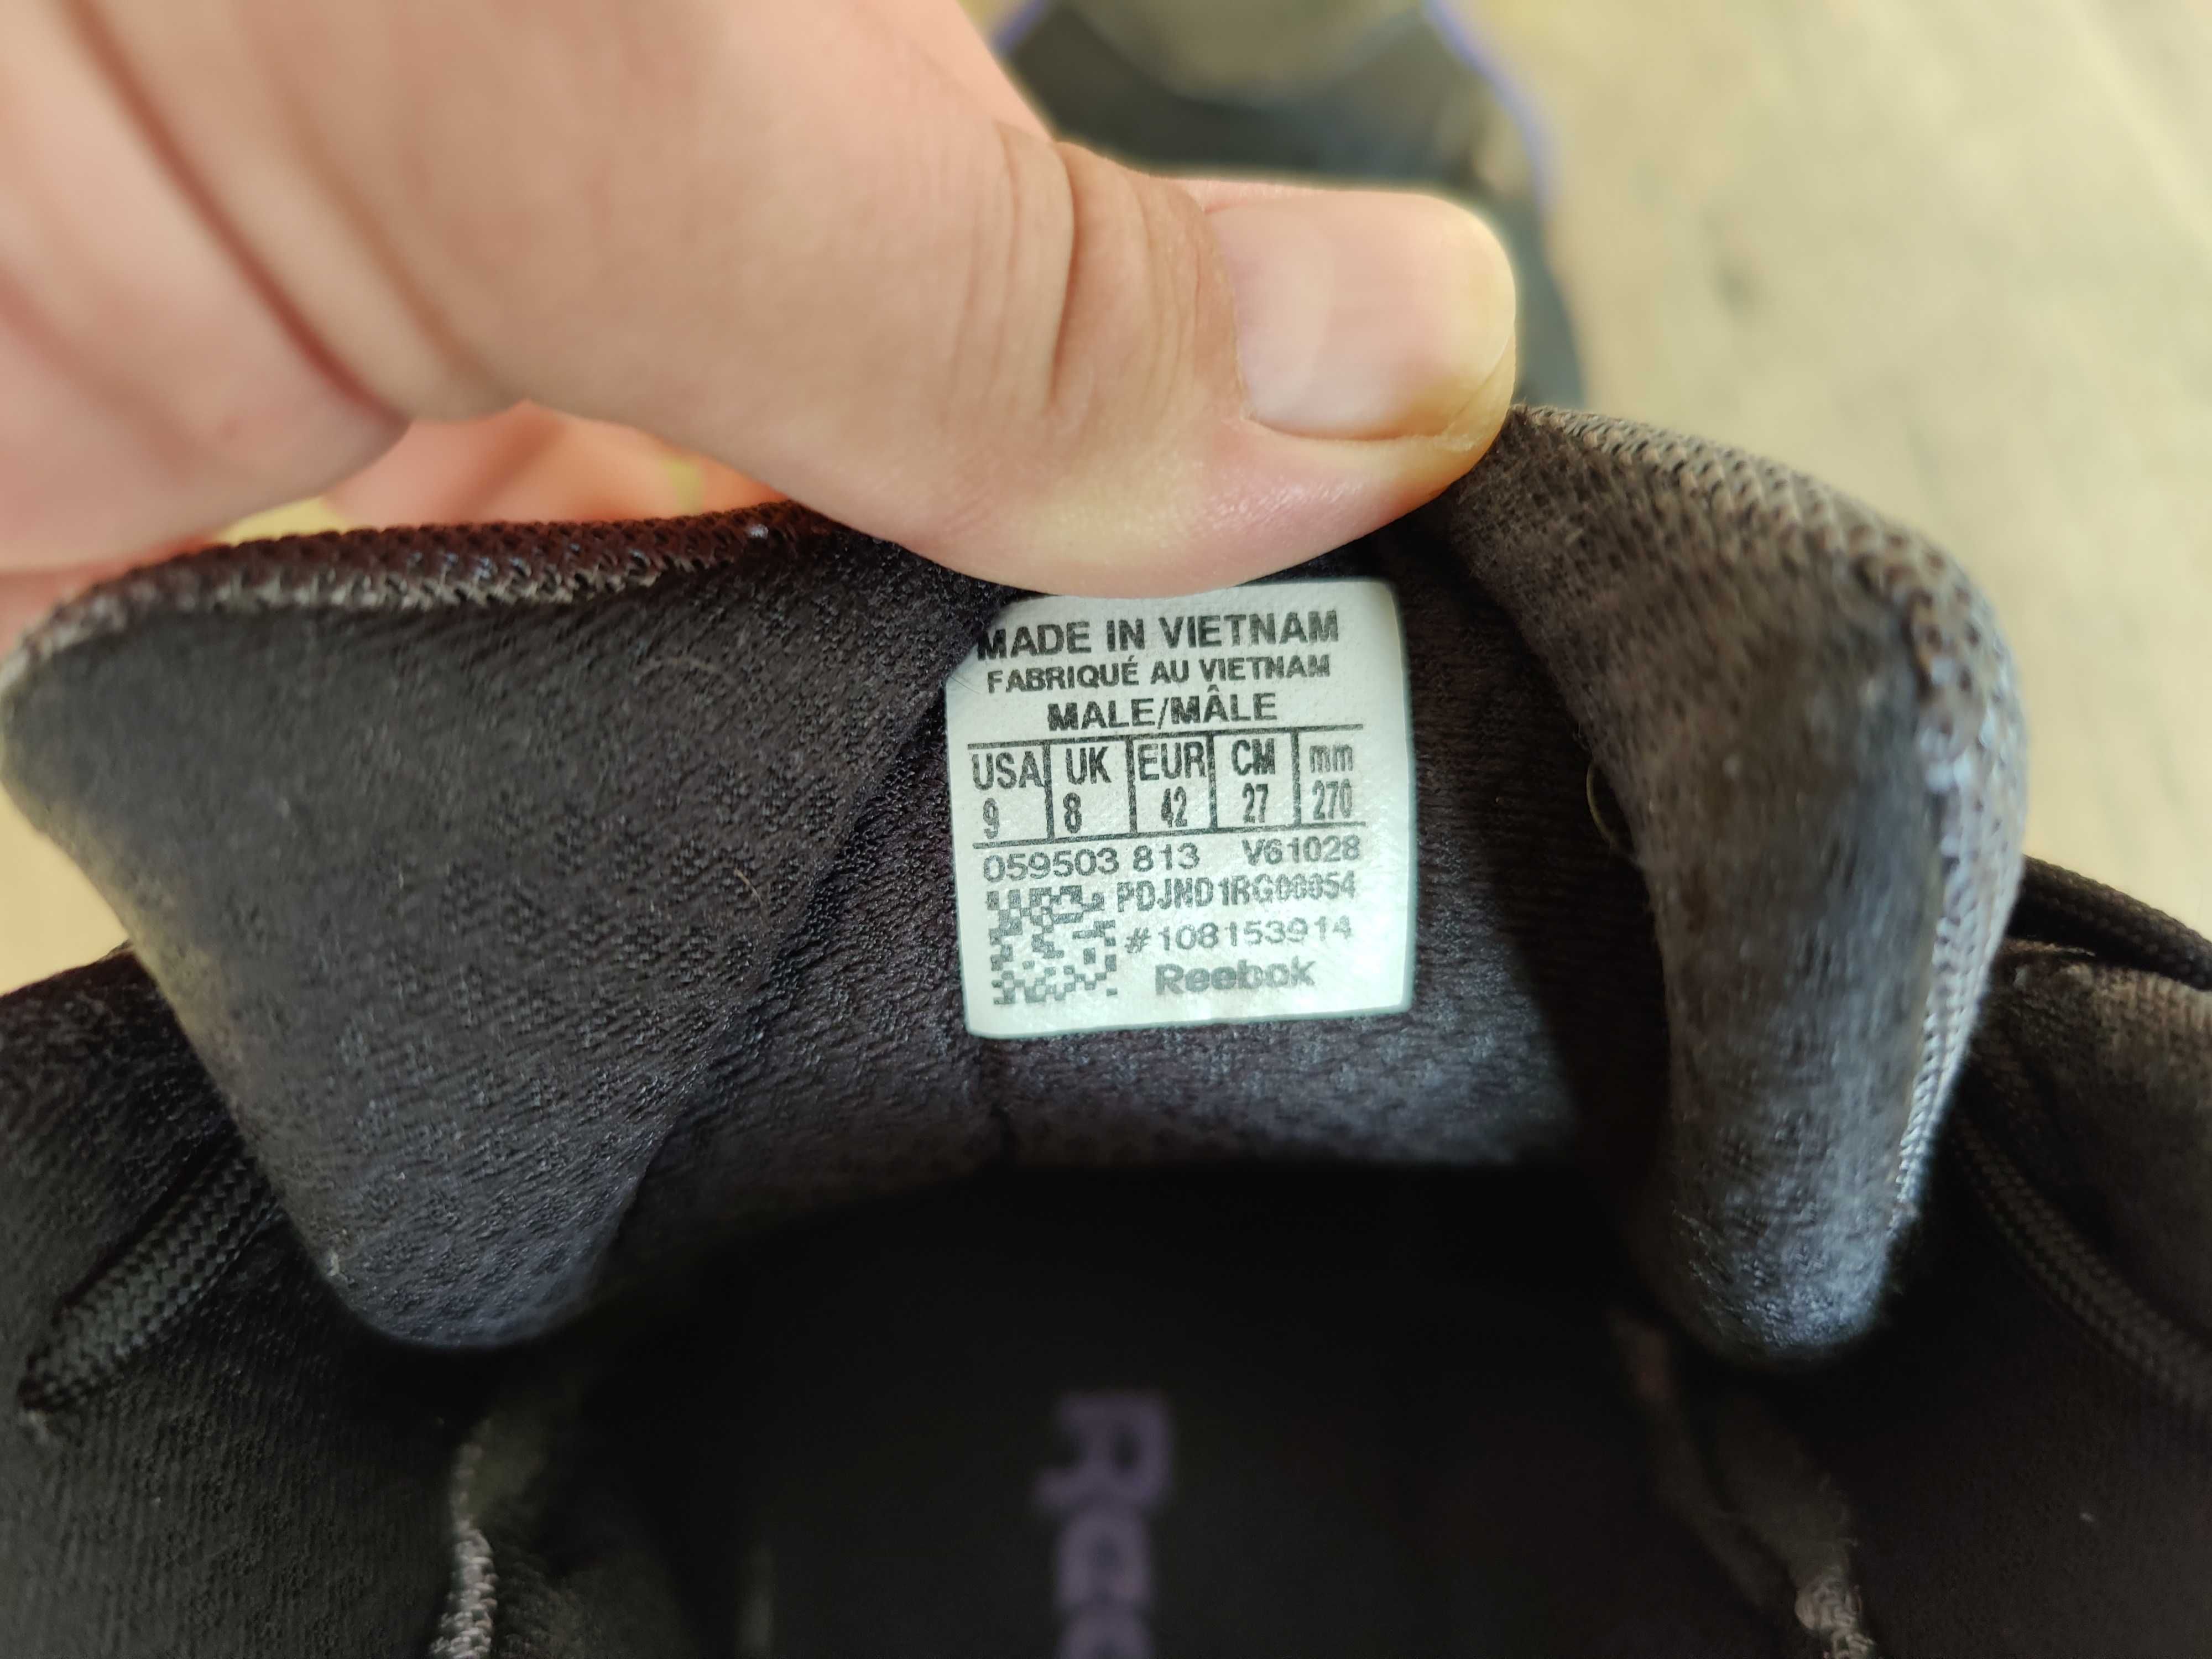 MADE IN VIETNAM
FABRIQUÉ AU VIETNAM
MALE/MÂLE
USA UK EUR CM mm
9 8 42 27 270
059503 813 V61028
PDJND1RG00054
#108153914
Reebok
Ree